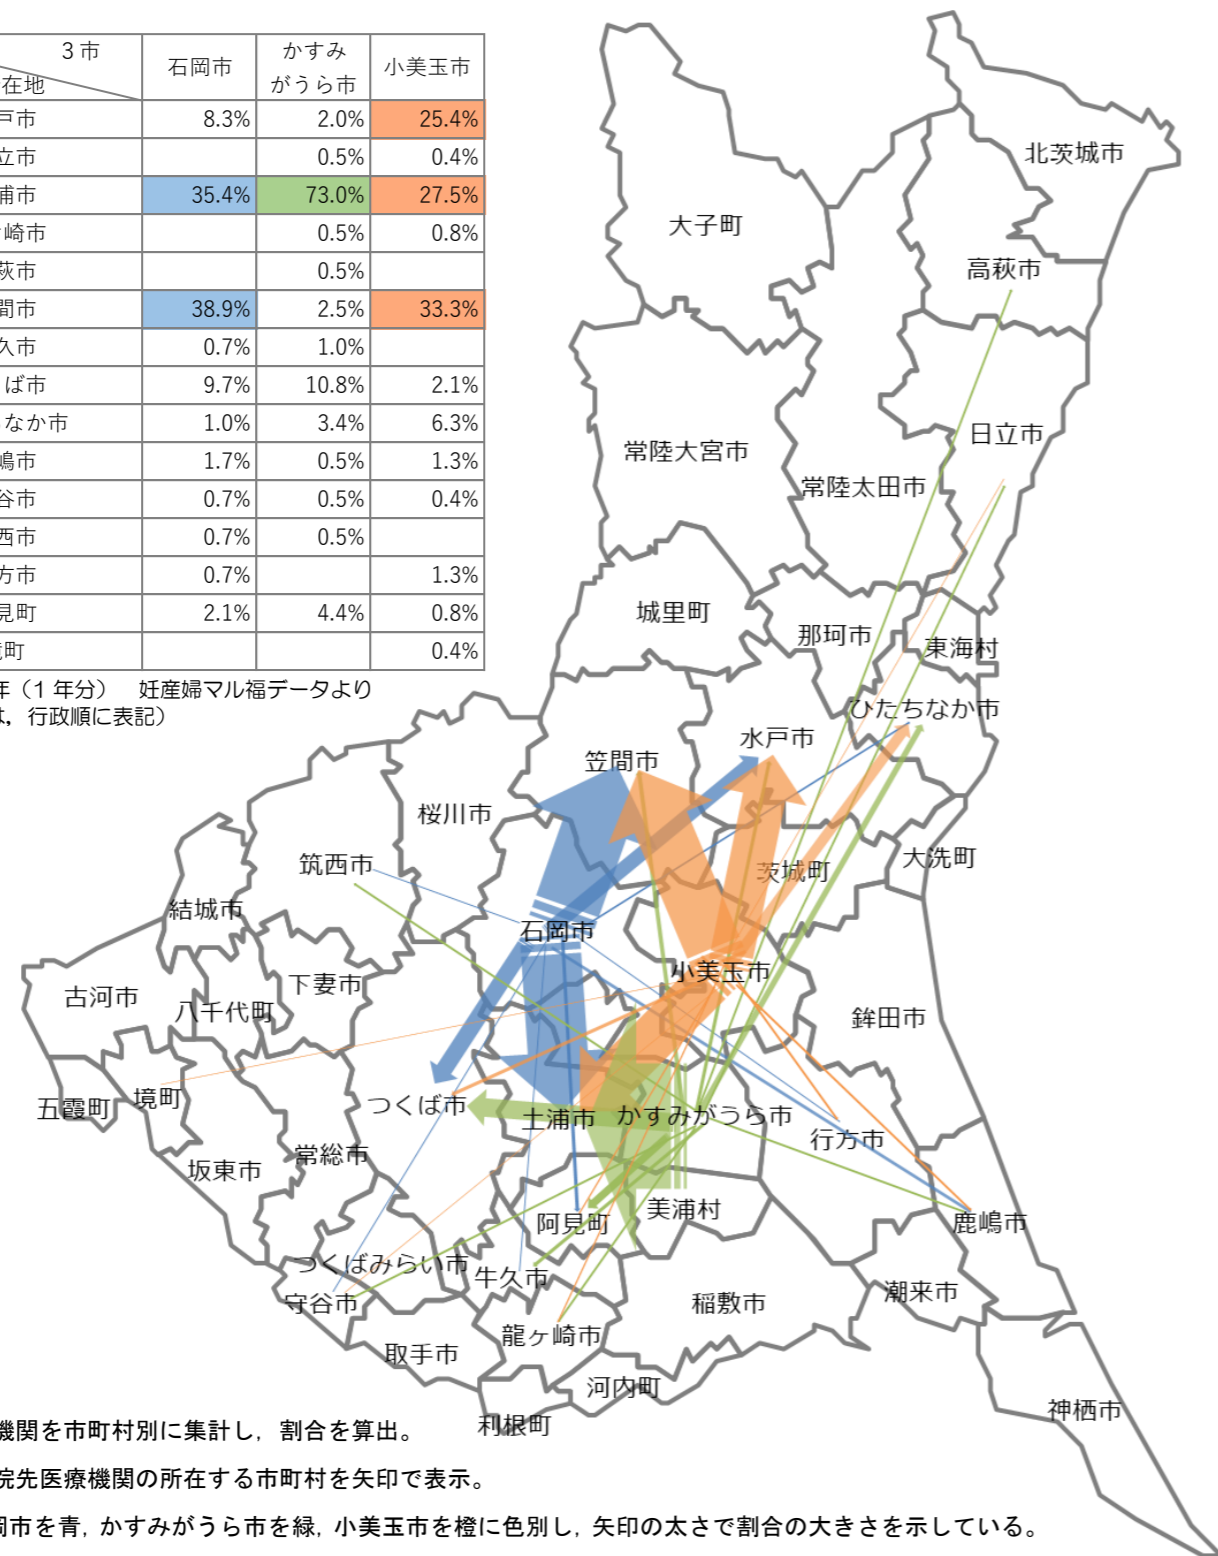 3市
在地
石岡市
かすみ
がうら市
小美玉市
戸市 8.3% 2.0% 25.4%
立市 0.5% 0.4%
浦市 35.4% 73.0% 27.5%
崎市 0.5% 0.8%
萩市 0.5%
間市 38.9% 2.5% 33.3%
久市 0.7% 1.0%
ば市 9.7% 10.8% 2.1%
なか市 1.0% 3.4% 6.3%
嶋市 1.7% 0.5% 1.3%
谷市 0.7% 0.5% 0.4%
西市 0.7% 0.5%
方市 0.7% 1.3%
見町 2.1% 4.4% 0.8%
町 0.4%
年（1年分） 妊産婦マル福データより
は，行政順に表記）
北茨城市
大子町
高萩市
日立市
常陸大宮市
常陸太田市
城里町
那珂市
東海村
ひたちなか市
水戸市
笠間市
桜川市
大洗町
茨城町
筑西市
結城市
石岡市
小美玉市
下妻市
古河市
八千代町
鉾田市
五霞町
境町
つくば市
土浦市
かすみがうら市
行方市
常総市
坂東市
美浦村
阿見町
鹿嶋市
つくばみらい市
牛久市
守谷市
稲敷市
潮来市
龍ヶ崎市
取手市
河内町
利根町
神栖市
機関を市町村別に集計し，割合を算出。
院先医療機関の所在する市町村を矢印で表示。
岡市を青，かすみがうら市を緑，小美玉市を橙に色別し，矢印の太さで割合の大きさを示している。